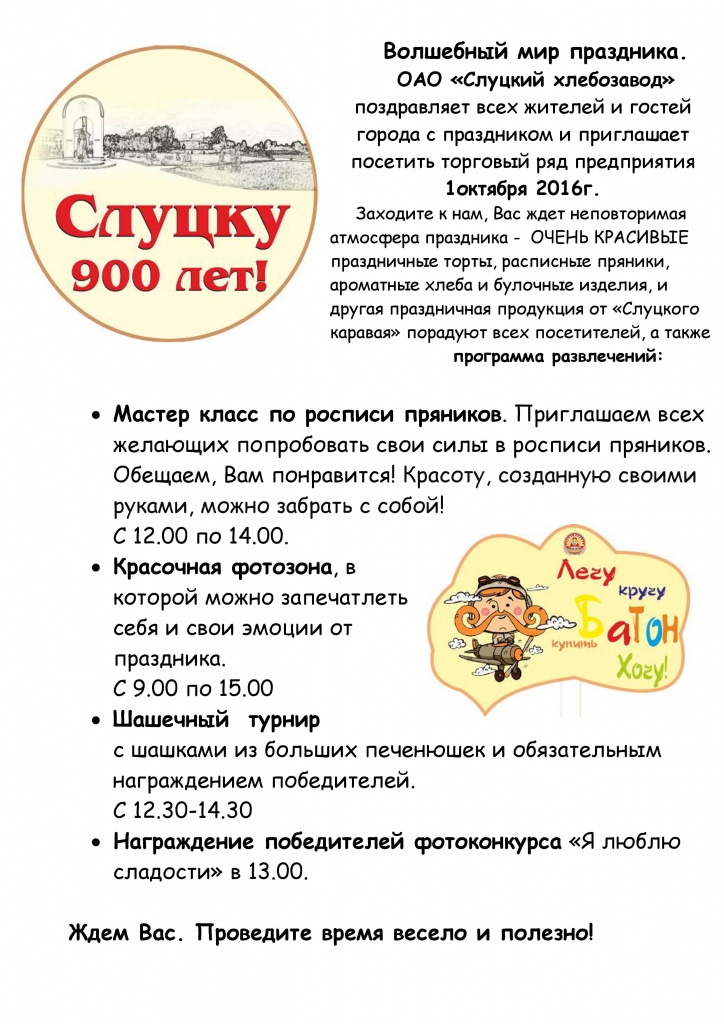 Слуцку
900 лет!
Волшебный мир праздника.
ОАО «Слуцкий хлебозавод»
поздравляет всех жителей и гостей
города с праздником и приглашает
посетить торговый ряд предприятия
1октября 2016г.
Заходите к нам, Вас ждет неповторимая
атмосфера праздника - ОЧЕНЬ КРАСИВЫЕ
праздничные торты, расписные пряники,
ароматные хлеба и булочные изделия, и
другая праздничная продукция от «Слуцкого
каравая» порадуют всех посетителей, а также
программа развлечений:
• Мастер класс по росписи пряников. Приглашаем всех
желающих попробовать свои силы в росписи пряников.
Обещаем, Вам понравится! Красоту, созданную своими
руками, можно забрать с собой!
С 12.00 по 14.00.
• Красочная фотозона, в
которой можно запечатлеть
себя и свои эмоции от
праздника.
С 9.00 по 15.00
Лечу
кругу
Батон
купить
Хочу!
• Шашечный турнир
с шашками из больших печенюшек и обязательным
награждением победителей.
С 12.30-14.30
• Награждение победителей фотоконкурса «Я люблю
сладости» в 13.00.
Ждем Вас. Проведите время весело и полезно!